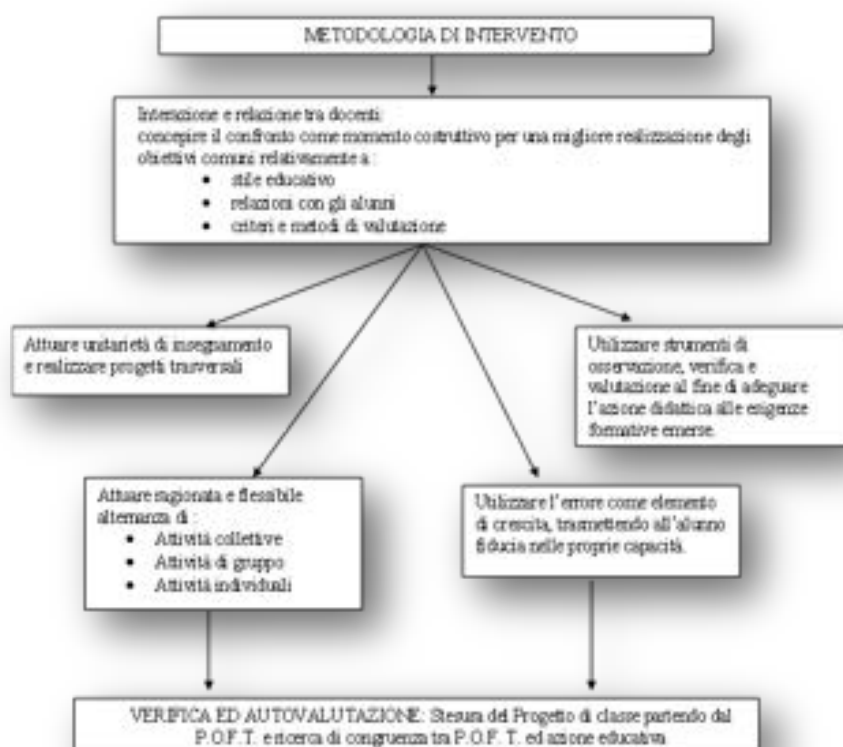 METODOLOGIA DI INTERVENTO
Interazione e relazione tra docenti:
concepire il confronto come momento costruttivo per una migliore realizzazione degli
obiettivi comuni relativamente a :
• stile educativo
• relazioni con gli alunni
• criteri e metodi di valutazione
Attuare unitarietà di insegnamento
e realizzare progetti trasversali
Utilizzare strumenti di
osservazione, verifica e
valutazione al fine di adeguare
l'azione didattica alle esigenze
formative emerse.
Attuare ragionata e flessibile
alternanza di :
• Attività collettive
• Attività di gruppo
• Attività individuali
Utilizzare l'errore come elemento
di crescita, trasmettendo all'alunno
fiducia nelle proprie capacità.
VERIFICA ED AUTOVALUTAZIONE: Stesura del Progetto di classe partendo dal
P.O.F.T. e ricerca di congruenza tra P.O.F. T. ed azione educativa